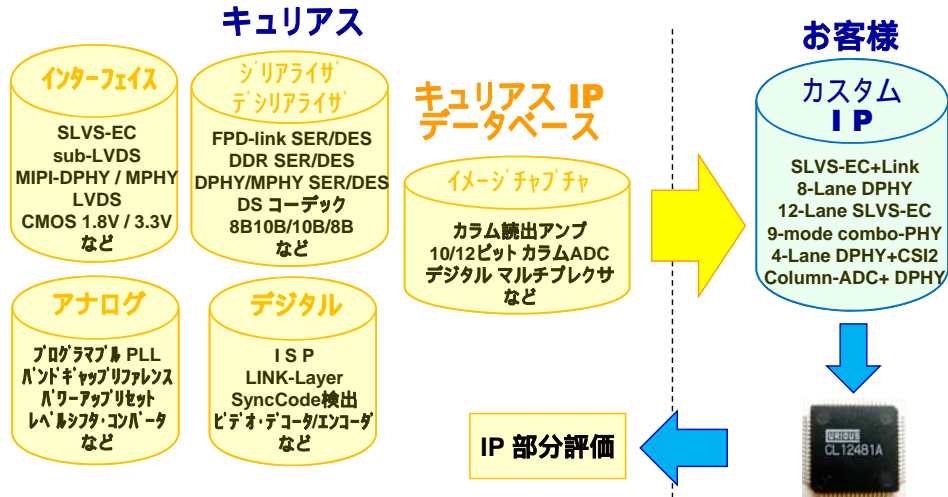 キュリアス
インターフェイス
SLVS-EC
sub-LVDS
MIPI-DPHY / MPHY
LVDS
CMOS 1.8V / 3.3V
など
ｼﾞリアライザ
ﾃﾞシリアライザ
FPD-link SER/DES
DDR SER/DES
DPHY/MPHY SER/DES
DS コーデック
8B10B/10B/8B
など
アナログ
ﾌﾟﾛｸﾞﾗﾏﾌﾞﾙ PLL
ﾊﾞﾝﾄﾞｷﾞｬｯﾌﾟﾘﾌｧﾚﾝｽ
ﾊﾟﾜｰｱｯﾌﾟﾘｾｯﾄ
ﾚﾍﾞﾙｼﾌﾀ･ｺﾝﾊﾟｰﾀ
など
デジタル
I S P
LINK-Layer
SyncCode検出
ﾋﾞﾃﾞｵ･ﾃﾞｺｰﾀ/ｴﾝｺｰﾀﾞ
など
キュリアス IP
データベース
イメージﾞチャプチャ
カラム読出アンプ
10/12ビット カラムADC
デジタル マルチプレクサ
など
お客様
カスタム
I P
SLVS-EC+Link
8-Lane DPHY
12-Lane SLVS-EC
9-mode combo-PHY
4-Lane DPHY+CSI2
Column-ADC+ DPHY
IP 部分評価
URIOUS
CL12481A